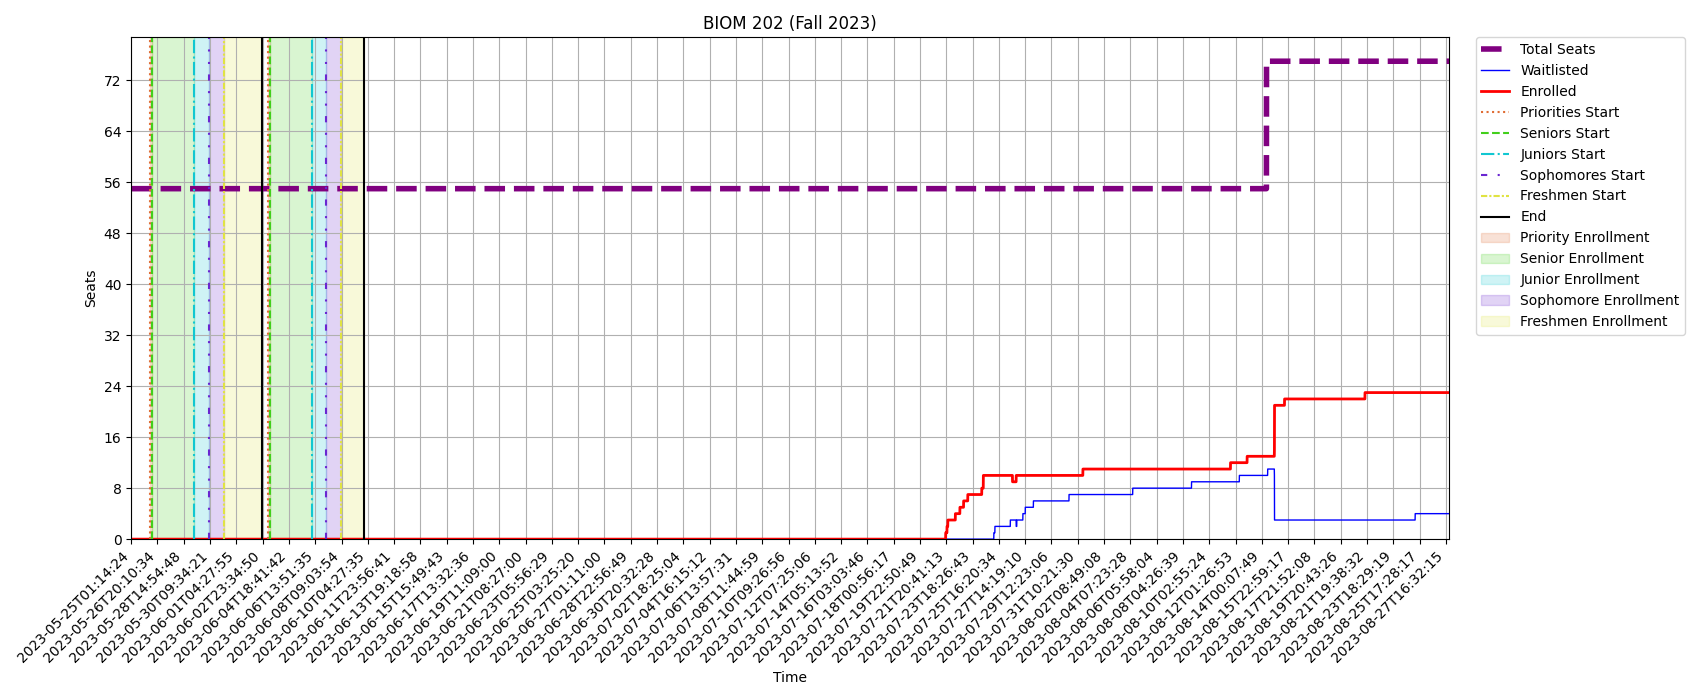 BIOM 202 (Fall 2023)
Seats
72
64
56
48
40
32
24
16
8
0
2023-05-25T01:14:24
2023-05-26T20:10:34
2023-05-28T14:54:48
2023-05-30T09:34:21
2023-06-01T04:27:55
2023-06-02T23:34:50
2023-06-04T18:41:42
2023-06-06T13:51:35
2023-06-08T09:03:54
2023-06-10T04:27:35
2023-06-11T23:56:41
2023-06-13T19:18:58
2023-06-15T15:49:43
2023-06-17T13:32:36
2023-06-19T11:09:00
2023-06-21T08:27:00
2023-06-23T05:56:29
2023-06-25T03:25:20
2023-06-27T01:11:00
2023-06-28T22:56:49
2023-06-30T20:32:28
2023-07-02T18:25:04
2023-07-04T16:15:12
2023-07-06T13:57:31
2023-07-08T11:44:59
2023-07-10T09:26:56
2023-07-12T07:25:06
2023-07-14T05:13:52
2023-07-16T03:03:46
2023-07-18T00:56:17
2023-07-19T22:50:49
2023-07-21T20:41:13
2023-07-23T18:26:43
2023-07-25T16:20:34
2023-07-27T14:19:10
2023-07-29T12:23:06
2023-07-31T10:21:30
2023-08-02T08:49:08
2023-08-04T07:23:28
2023-08-06T05:58:04
2023-08-08T04:26:39
2023-08-10T02:55:24
2023-08-12T01:26:53
2023-08-14T00:07:49
2023-08-15T22:59:17
2023-08-17T21:52:08
2023-08-19T20:43:26
2023-08-21T19:38:32
2023-08-23T18:29:19
2023-08-25T17:28:17
2023-08-27T16:32:15
Time
Total Seats
Waitlisted
Enrolled
Priorities Start
Seniors Start
Juniors Start
Sophomores Start
Freshmen Start
End
Priority Enrollment
Senior Enrollment
Junior Enrollment
Sophomore Enrollment
Freshmen Enrollment